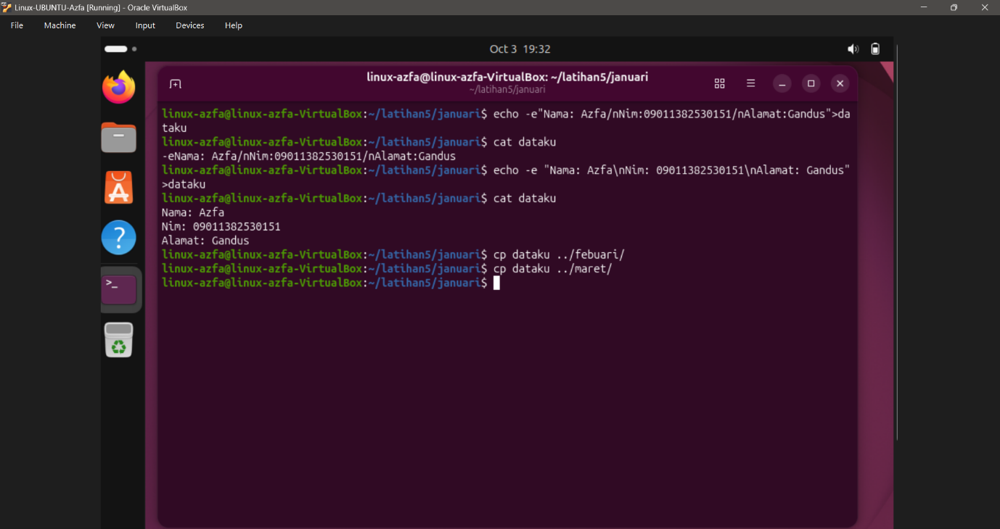 Linux-UBUNTU-Azfa [Running] - Oracle VirtualBox
File Machine View Input Devices Help
Oct 3 19:32
linux-azfa@linux-azfa-VirtualBox: ~/latihan5/januari
~/latihan5/januari
linux-azfa@linux-azfa-VirtualBox:~/latihan5/januari$ echo -e"Nama: Azfa/nNim:09011382530151/nAlamat:Gandus">da
taku
linux-azfa@linux-azfa-VirtualBox:~/latihan5/januari$ cat dataku
-eNama: Azfa/nNim:09011382530151/nAlamat:Gandus
linux-azfa@linux-azfa-VirtualBox:~/latihan5/januari$ echo -e "Nama: Azfa\nNim: 09011382530151\nAlamat: Gandus"
>dataku
linux-azfa@linux-azfa-VirtualBox:~/latihan5/januari$ cat dataku
Nama: Azfa
Nim: 09011382530151
Alamat: Gandus
linux-azfa@linux-azfa-VirtualBox:~/latihan5/januari$ cp dataku ../febuari/
linux-azfa@linux-azfa-VirtualBox:~/latihan5/januari$ cp dataku ../maret/
linux-azfa@linux-azfa-VirtualBox:~/latihan5/januari$